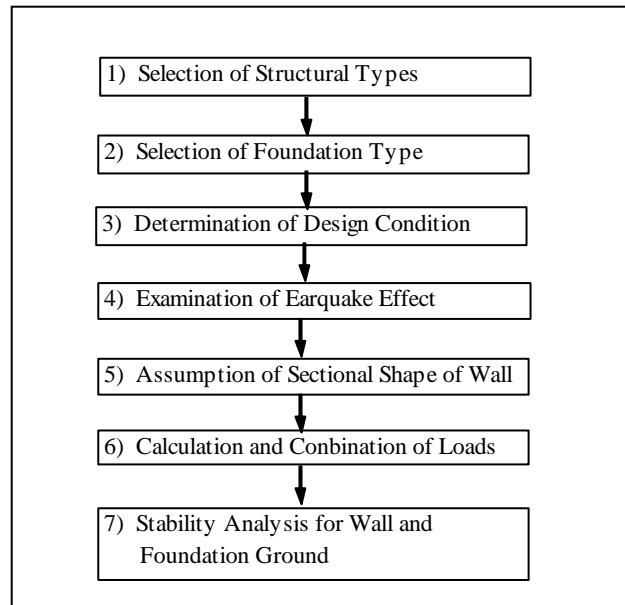 1) Selection of Structural Types
2) Selection of Foundation Type
3) Determination of Design Condition
4) Examination of Earquake Effect
5) Assumption of Sectional Shape of Wall
6) Calculation and Conbination of Loads
7) Stability Analysis for Wall and
Foundation Ground